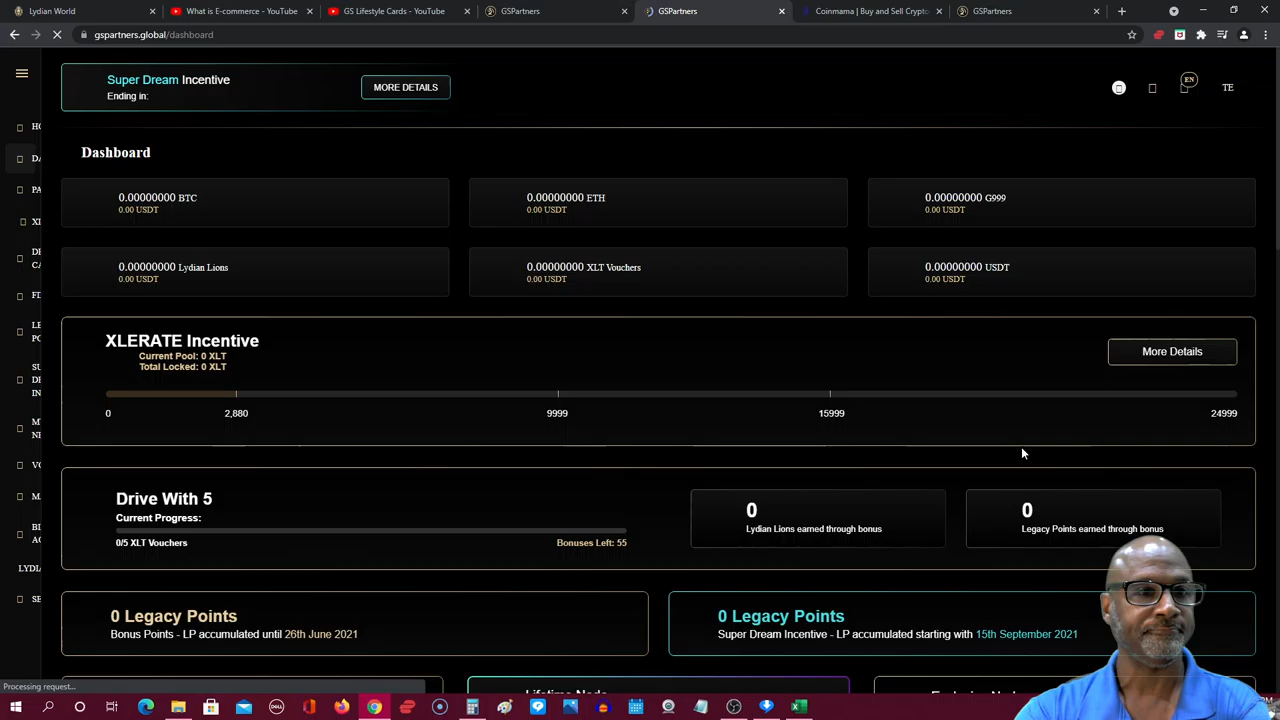 Lydian World
What is E-commerce - YouTube
GS Lifestyle Cards - YouTube
GSPartners
GSPartners
Coinmama | Buy and Sell Crypto
GSPartners
gspartners.global/dashboard
Super Dream Incentive
Ending in:
MORE DETAILS
EN
TE
Dashboard
0.00000000 BTC
0.00 USDT
0.00000000 ETH
0.00 USDT
0.00000000 G999
0.00 USDT
0.00000000 Lydian Lions
0.00 USDT
0.00000000 XLT Vouchers
0.00 USDT
0.00000000 USDT
0.00 USDT
XLERATE Incentive
Current Pool: 0 XLT
Total Locked: 0 XLT
More Details
0
2,880
9999
15999
24999
Drive With 5
Current Progress:
0/5 XLT Vouchers
Bonuses Left: 55
0
Lydian Lions earned through bonus
0
Legacy Points earned through bonus
0 Legacy Points
Bonus Points - LP accumulated until 26th June 2021
0 Legacy Points
Super Dream Incentive - LP accumulated starting with 15th September 2021
LYDI
Processing request...